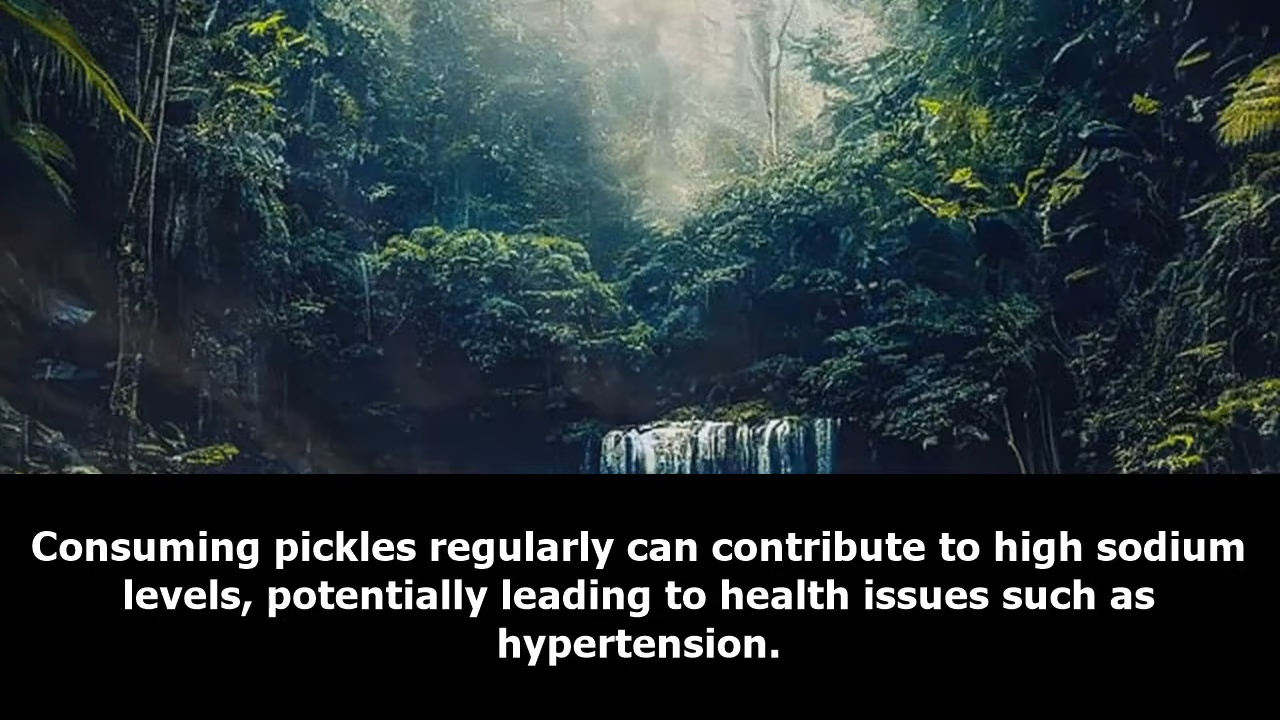 Consuming pickles regularly can contribute to high sodium
levels, potentially leading to health issues such as
hypertension.